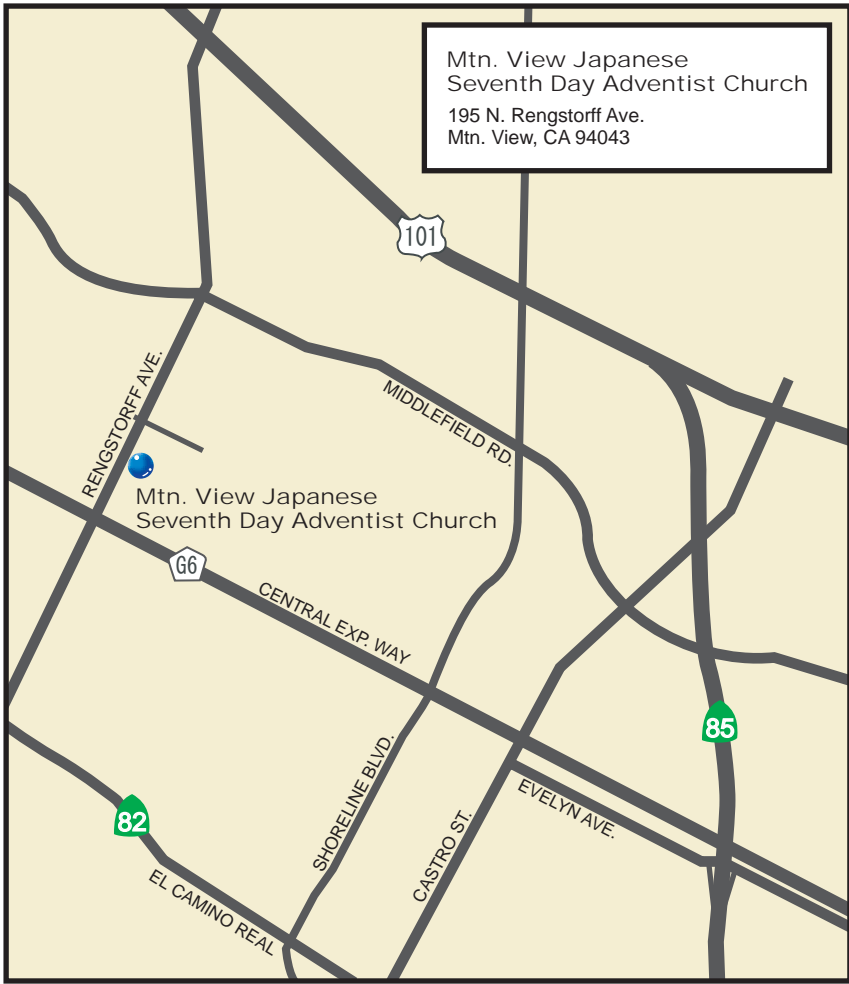 Mtn. View Japanese
Seventh Day Adventist Church
195 N. Rengstorff Ave.
Mtn. View, CA 94043
101
RENGSTORFF AVE.
MIDDLEFIELD RD.
Mtn. View Japanese
Seventh Day Adventist Church
G6
CENTRAL EXP. WAY
85
SHORELINE BLVD.
EVELYN AVE.
82
CASTRO ST.
EL CAMINO REAL